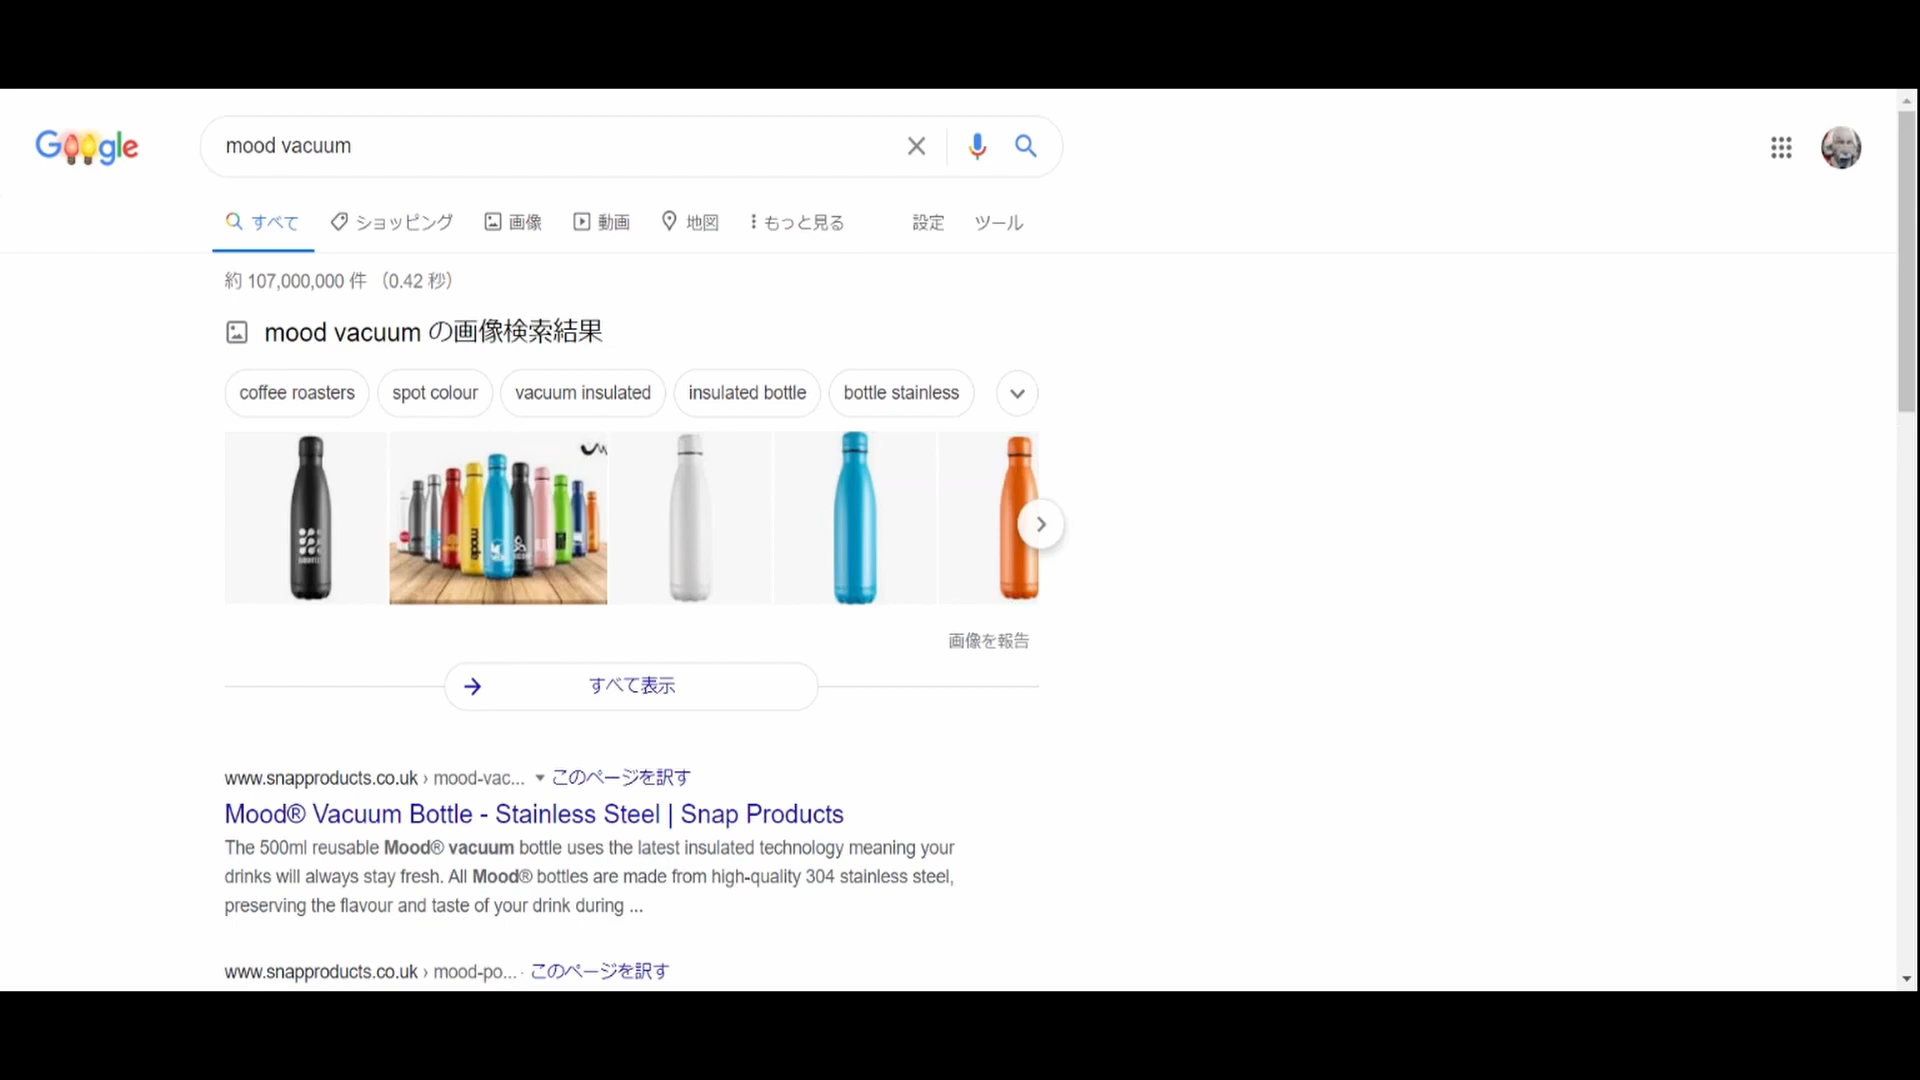 Google
mood vacuum
すべて ショッピング 画像 動画 地図 もっと見る 設定 ツール
約 107,000,000 件 （0.42 秒）
mood vacuum の画像検索結果
coffee roasters spot colour vacuum insulated insulated bottle bottle stainless
mood
画像を報告
すべて表示
www.snapproducts.co.uk › mood-vac... このページを訳す
Mood® Vacuum Bottle - Stainless Steel | Snap Products
The 500ml reusable Mood® vacuum bottle uses the latest insulated technology meaning your
drinks will always stay fresh. All Mood® bottles are made from high-quality 304 stainless steel,
preserving the flavour and taste of your drink during ...
www.snapproducts.co.uk › mood-po... · このページを訳す